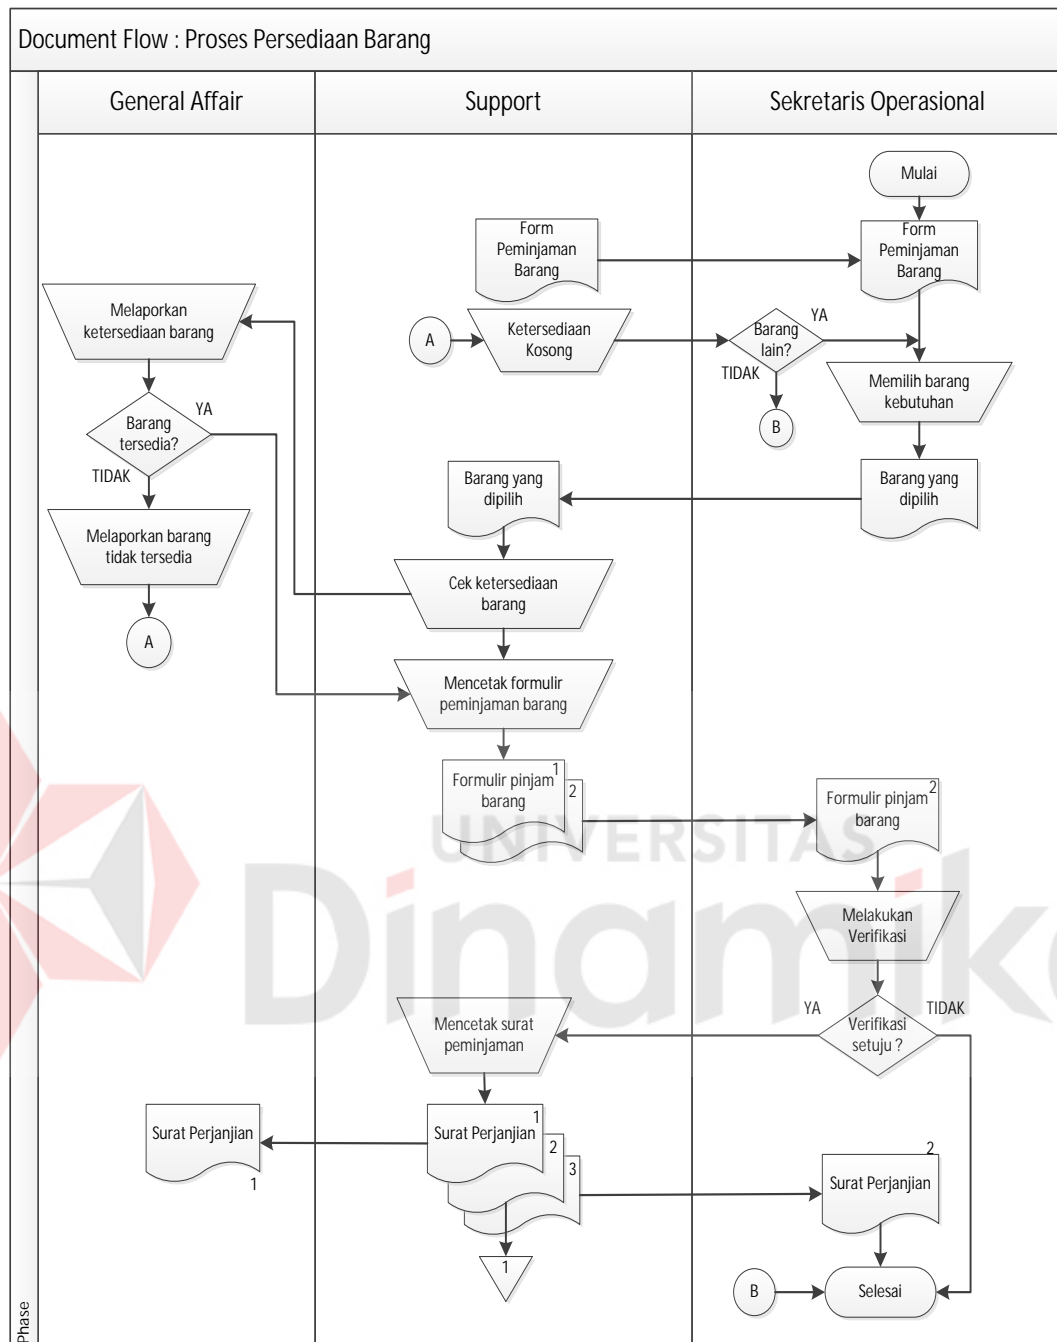 Document Flow : Proses Persediaan Barang
General Affair
Support
Sekretaris Operasional
Mulai
Form
Peminjaman
Barang
Form
Peminjaman
Barang
Melaporkan
ketersediaan barang
A
Ketersediaan
Kosong
Barang
lain?
YA
TIDAK
B
Memilih barang
kebutuhan
Barang
tersedia?
YA
TIDAK
Barang yang
dipilih
Barang yang
dipilih
Melaporkan barang
tidak tersedia
A
Cek ketersediaan
barang
Mencetak formulir
peminjaman barang
Formulir pinjam
barang
1
2
Formulir pinjam
barang
2
UNIVERSITAS
Dinamika
Melakukan
Verifikasi
Verifikasi
setuju ?
YA
TIDAK
Mencetak surat
peminjaman
Surat Perjanjian
1
Surat Perjanjian
1
2
3
Surat Perjanjian
2
1
B
Selesai
Phase